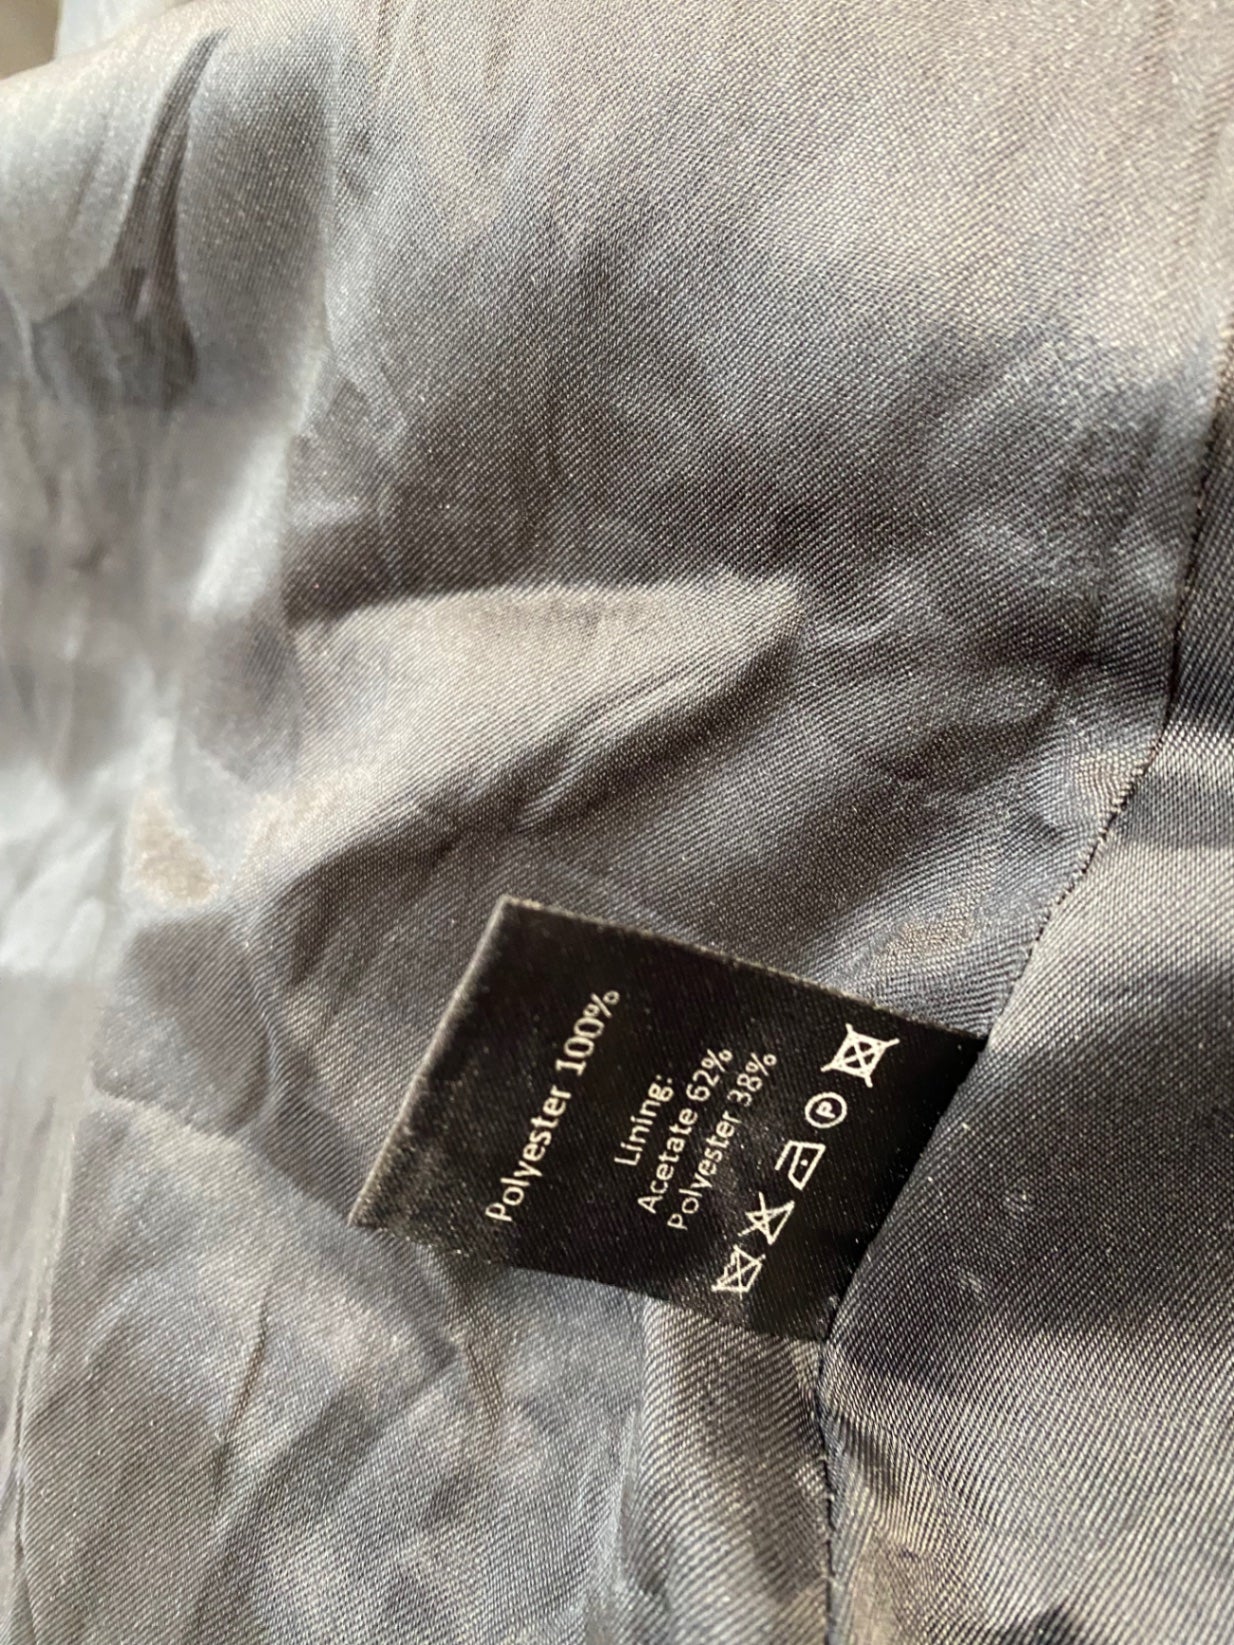 Polyester 100%
Lining:
Acetate 62%
Polyester 38%
P